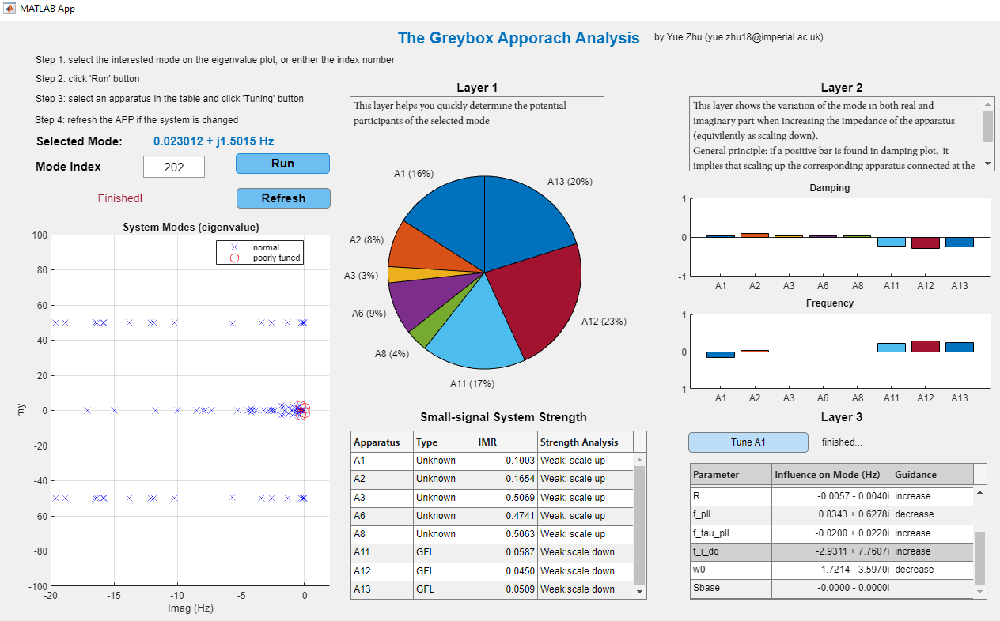 MATLAB App
The Greybox Apporach Analysis
by Yue Zhu (yue.zhu18@imperial.ac.uk)
Step 1: select the interested mode on the eigenvalue plot, or enther the index number
Step 2: click 'Run' button
Step 3: select an apparatus in the table and click 'Tuning' button
Step 4: refresh the APP if the system is changed
Selected Mode: 0.023012 + j1.5015 Hz
Mode Index 202 Run
Finished! Refresh
System Modes (eigenvalue)
normal
poorly tuned
100
80
60
40
20
0
-20
-40
-60
-80
-100
my
-20 -15 -10 -5 0
Imag (Hz)
Layer 1
This layer helps you quickly determine the potential
participants of the selected mode
A1 (16%)
A13 (20%)
A2 (8%)
A3 (3%)
A6 (9%)
A12 (23%)
A8 (4%)
A11 (17%)
Small-signal System Strength
Apparatus Type IMR Strength Analysis
A1 Unknown 0.1003 Weak: scale up
A2 Unknown 0.1654 Weak: scale up
A3 Unknown 0.5069 Weak: scale up
A6 Unknown 0.4741 Weak: scale up
A8 Unknown 0.5063 Weak: scale up
A11 GFL 0.0587 Weak:scale down
A12 GFL 0.0450 Weak:scale down
A13 GFL 0.0509 Weak:scale down
Layer 2
This layer shows the variation of the mode in both real and
imaginary part when increasing the impedance of the apparatus
(equivilently as scaling down).
General principle: if a positive bar is found in damping plot, it
implies that scaling up the corresponding apparatus connected at the
Damping
1
0
-1
A1 A2 A3 A6 A8 A11 A12 A13
Frequency
1
0
-1
A1 A2 A3 A6 A8 A11 A12 A13
Layer 3
Tune A1 finished...
Parameter Influence on Mode (Hz) Guidance
R -0.0057 - 0.0040i increase
f_pll 0.8343 + 0.6278i decrease
f_tau_pll -0.0200 + 0.0220i increase
f_i_dq -2.9311 + 7.7607i increase
w0 1.7214 - 3.5970i decrease
Sbase -0.0000 - 0.0000i